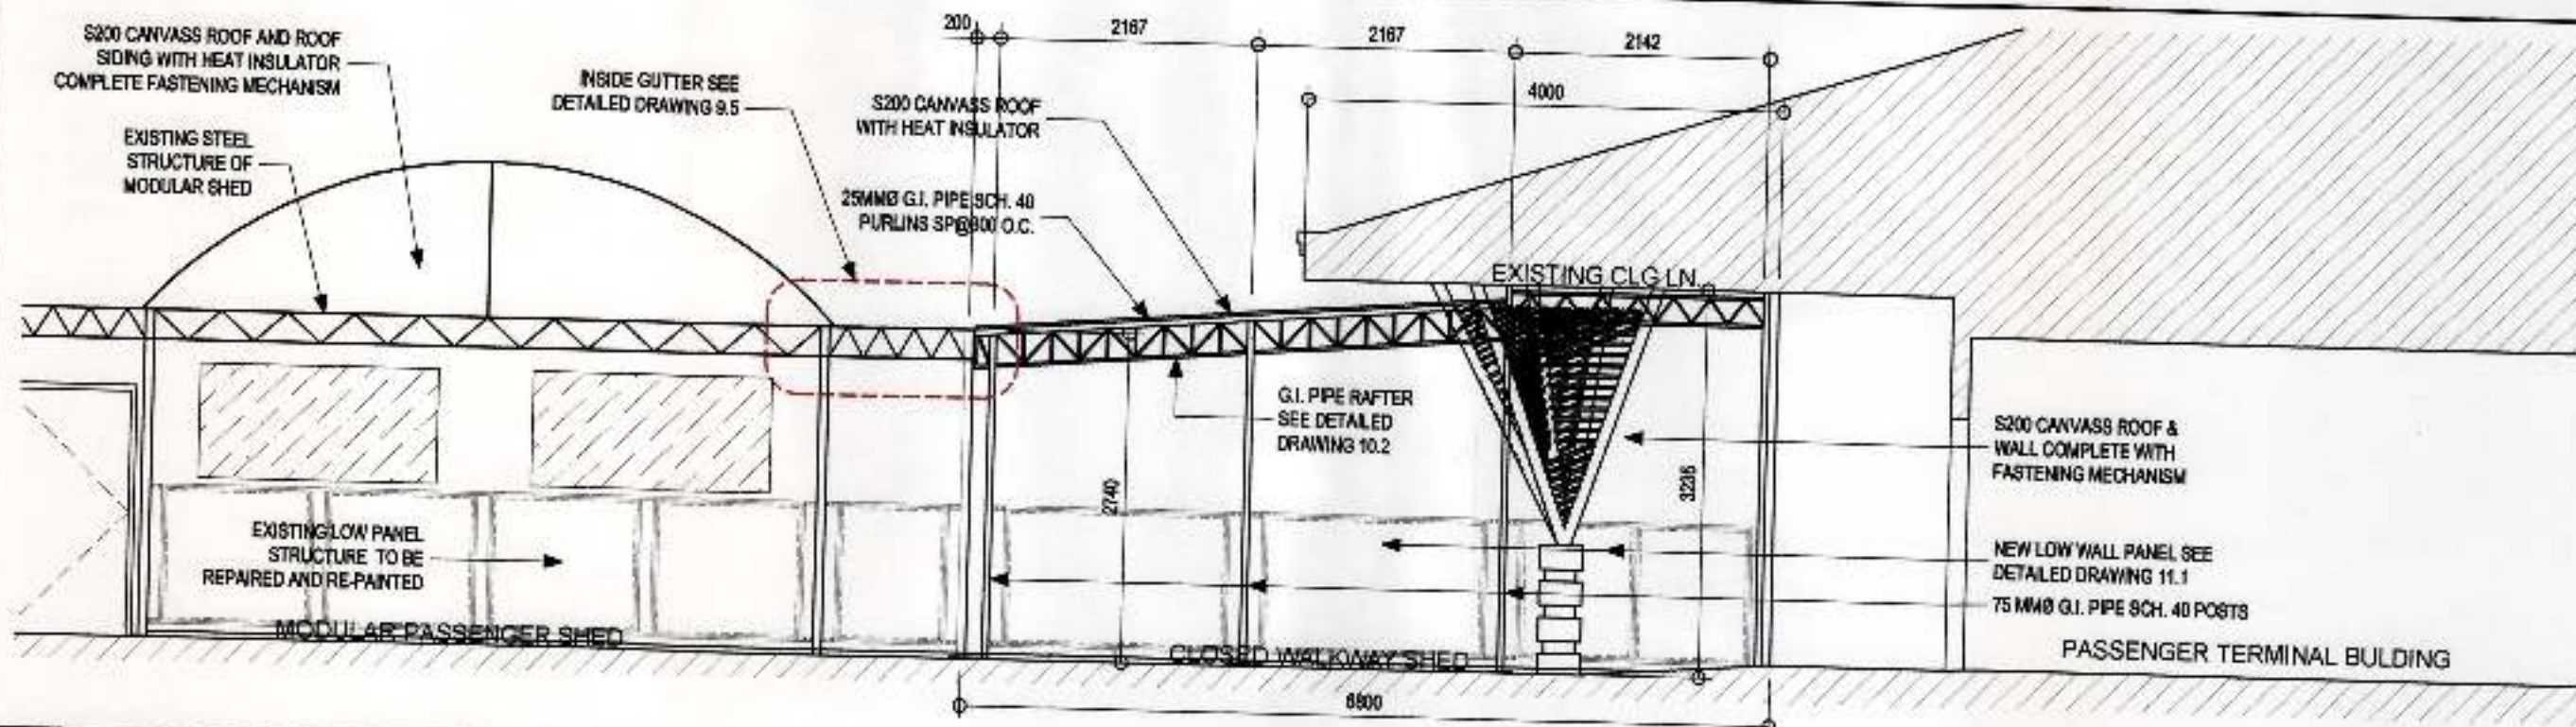 200
2167
2167
2142
4000
S200 CANVASS ROOF AND ROOF
SIDING WITH HEAT INSULATOR
COMPLETE FASTENING MECHANISM
EXISTING STEEL
STRUCTURE OF
MODULAR SHED
INSIDE GUTTER SEE
DETAILED DRAWING 9.5
S200 CANVASS ROOF
WITH HEAT INSULATOR
25MMØ G.I. PIPE SCH. 40
PURLINS SP@800 O.C.
EXISTING CLG LN.
G.I. PIPE RAFTER
SEE DETAILED
DRAWING 10.2
2740
3236
S200 CANVASS ROOF &
WALL COMPLETE WITH
FASTENING MECHANISM
EXISTING LOW PANEL
STRUCTURE TO BE
REPAIRED AND RE-PAINTED
NEW LOW WALL PANEL SEE
DETAILED DRAWING 11.1
75 MMØ G.I. PIPE SCH. 40 POSTS
MODULAR PASSENGER SHED
CLOSED WALKWAY SHED
PASSENGER TERMINAL BULDING
6800